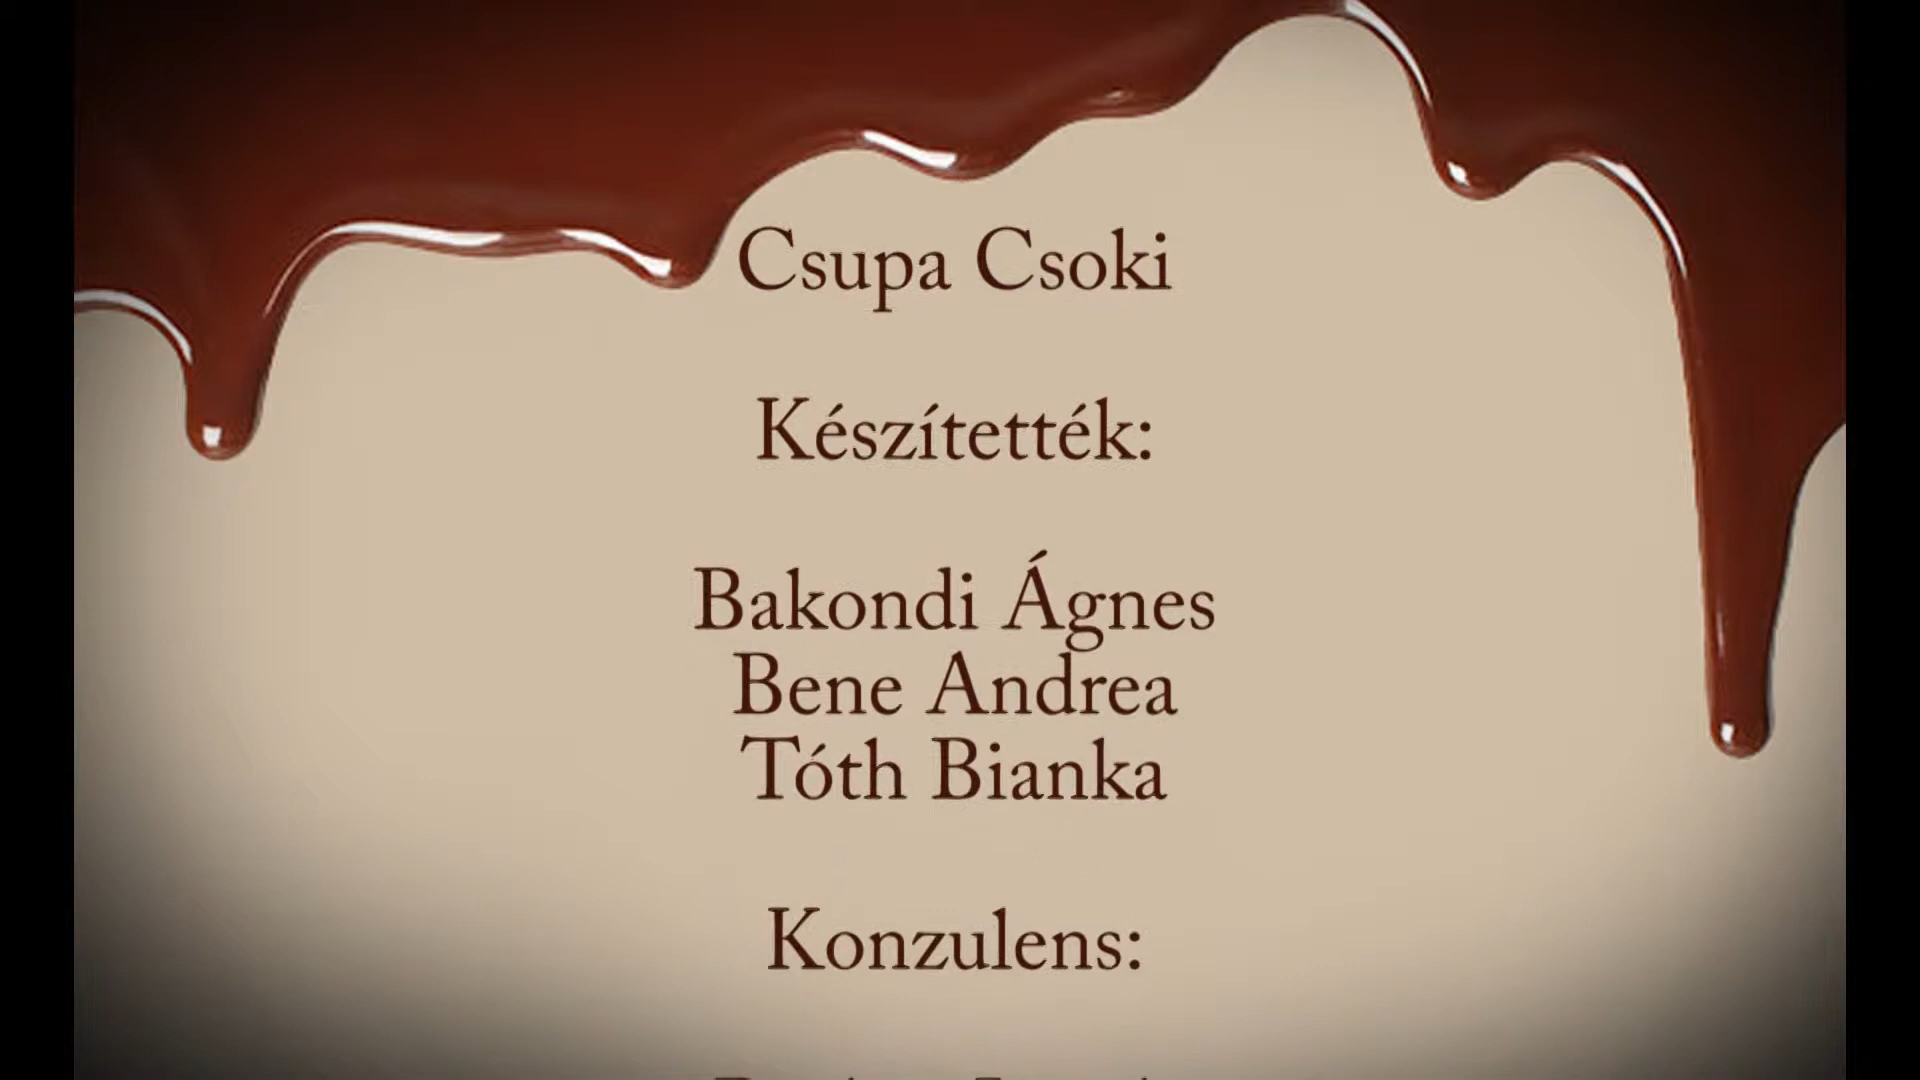 Csupa Csoki
Készítették:
Bakondi Ágnes
Bene Andrea
Tóth Bianka
Konzulens: